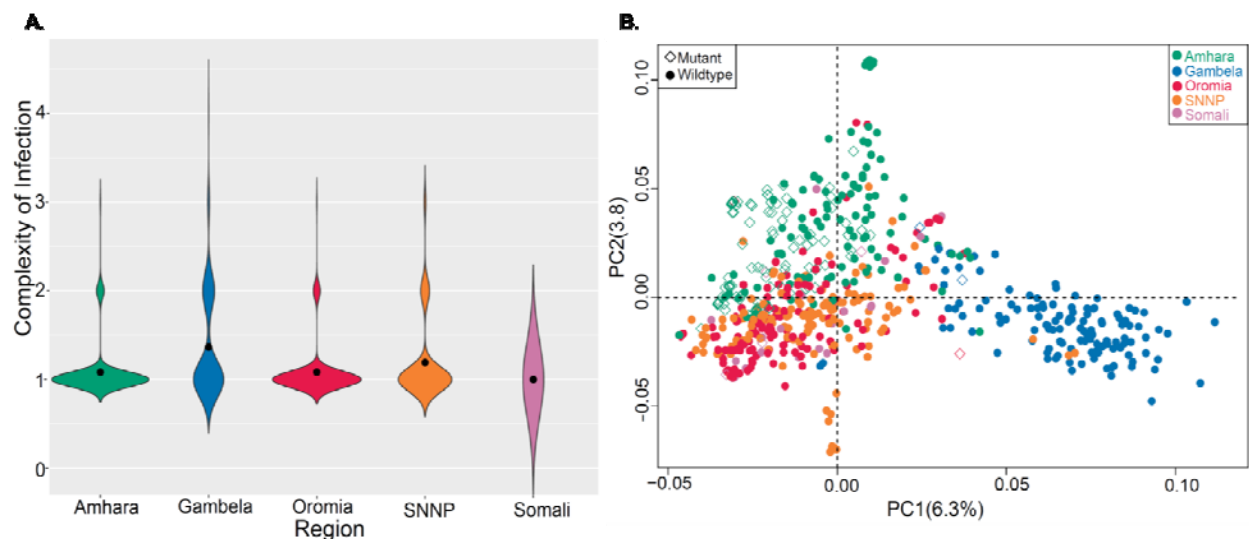 A.
Complexity of Infection
4
3
2
1
0
Amhara Gambela Oromia SNNP Somali
Region
B.
Mutant
Wildtype
Amhara
Gambela
Oromia
SNNP
Somali
PC2(3.8)
0.10
0.05
0.00
−0.05
−0.05 0.00 0.05 0.10
PC1(6.3%)